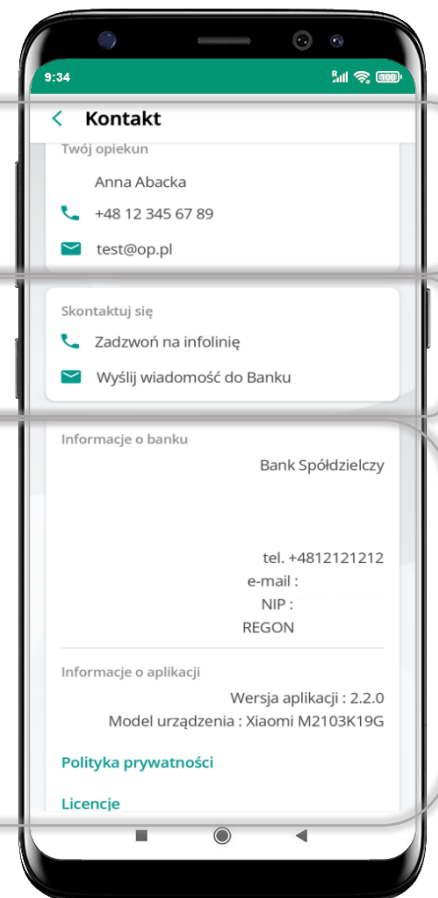 9:34
100
Kontakt
Twój opiekun
Anna Abacka
+48 12 345 67 89
test@op.pl
Skontaktuj się
Zadzwoń na infolinię
Wyślij wiadomość do Banku
Informacje o banku
Bank Spółdzielczy
tel. +4812121212
e-mail :
NIP :
REGON
Informacje o aplikacji
Wersja aplikacji : 2.2.0
Model urządzenia : Xiaomi M2103K19G
Polityka prywatności
Licencje